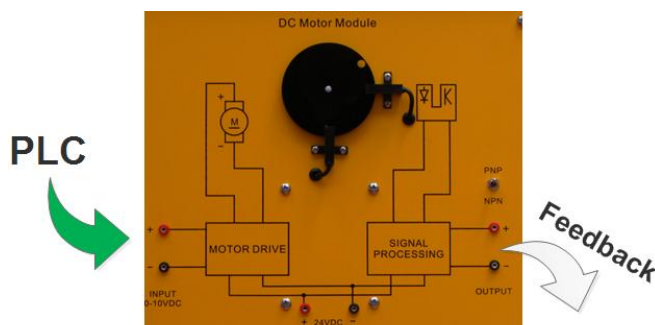 DC Motor Module
+
M
−
PLC
PNP
NPN
+
MOTOR DRIVE
SIGNAL
PROCESSING
+
Feedback
−
−
INPUT
0-10VDC
OUTPUT
+ 24VDC −